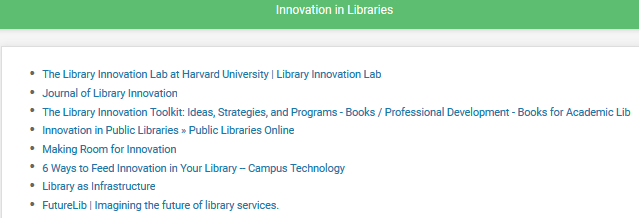 Innovation in Libraries
The Library Innovation Lab at Harvard University | Library Innovation Lab
Journal of Library Innovation
The Library Innovation Toolkit: Ideas, Strategies, and Programs - Books / Professional Development - Books for Academic Lib
Innovation in Public Libraries » Public Libraries Online
Making Room for Innovation
6 Ways to Feed Innovation in Your Library – Campus Technology
Library as Infrastructure
FutureLib | Imagining the future of library services.